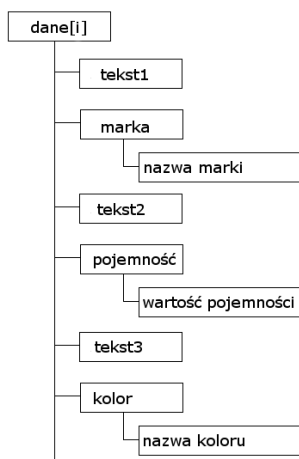 dane[i]
tekst1
marka
nazwa marki
tekst2
pojemność
wartość pojemności
tekst3
kolor
nazwa koloru